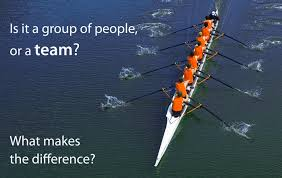 Is it a group of people,
or a team?
What makes
the difference?